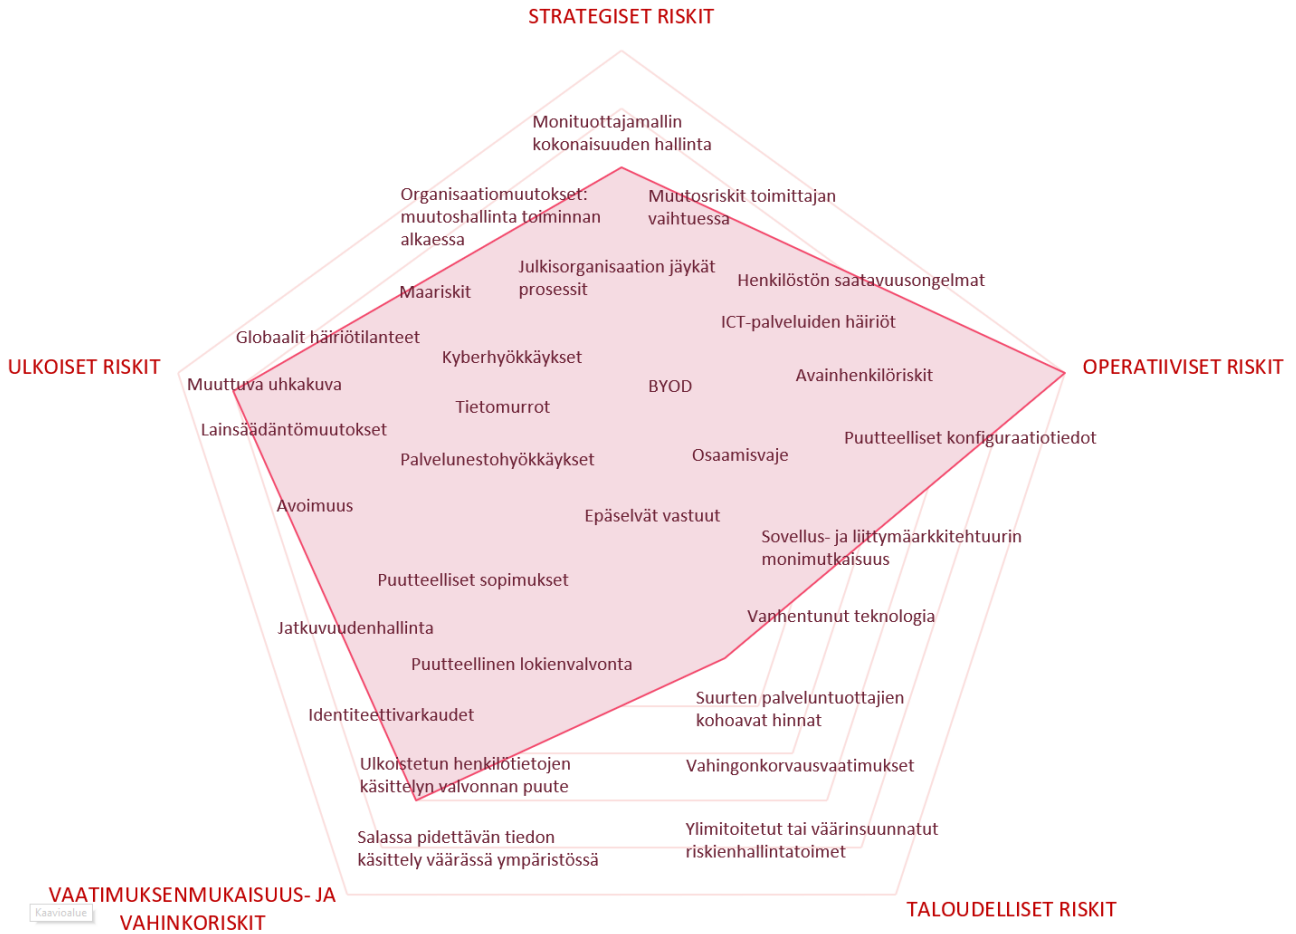 STRATEGISET RISKIT
Monituottajamallin
kokonaisuuden hallinta
Organisaatiomuutokset:
muutoshallinta toiminnan
alkaessa
Muutosriskit toimittajan
vaihtuessa
Julkisorganisaation jäykät
prosessit
Henkilöstön saatavuusongelmat
Maariskit
ICT-palveluiden häiriöt
Globaalit häiriötilanteet
Kyberhyökkäykset
ULKOISET RISKIT
OPERATIIVISET RISKIT
Muuttuva uhkakuva
BYOD
Avainhenkilöriskit
Tietomurrot
Lainsäädäntömuutokset
Puutteelliset konfiguraatiotiedot
Palvelunestohyökkäykset
Osaamisvaje
Avoimuus
Epäselvät vastuut
Sovellus- ja liittymäarkkitehtuurin
monimutkaisuus
Puutteelliset sopimukset
Vanhentunut teknologia
Jatkuvuudenhallinta
Puutteellinen lokienvalvonta
Suurten palveluntuottajien
kohoavat hinnat
Identiteettivarkaudet
Ulkoistetun henkilötietojen
käsittelyn valvonnan puute
Vahingonkorvausvaatimukset
Salassa pidettävän tiedon
käsittely väärässä ympäristössä
Ylimitoitetut tai väärinsuunnatut
riskienhallintatoimet
VAATIMUKSENMUKAISUUS- JA
VAHINKORISKIT
Kaavioalue
TALOUDELLISET RISKIT